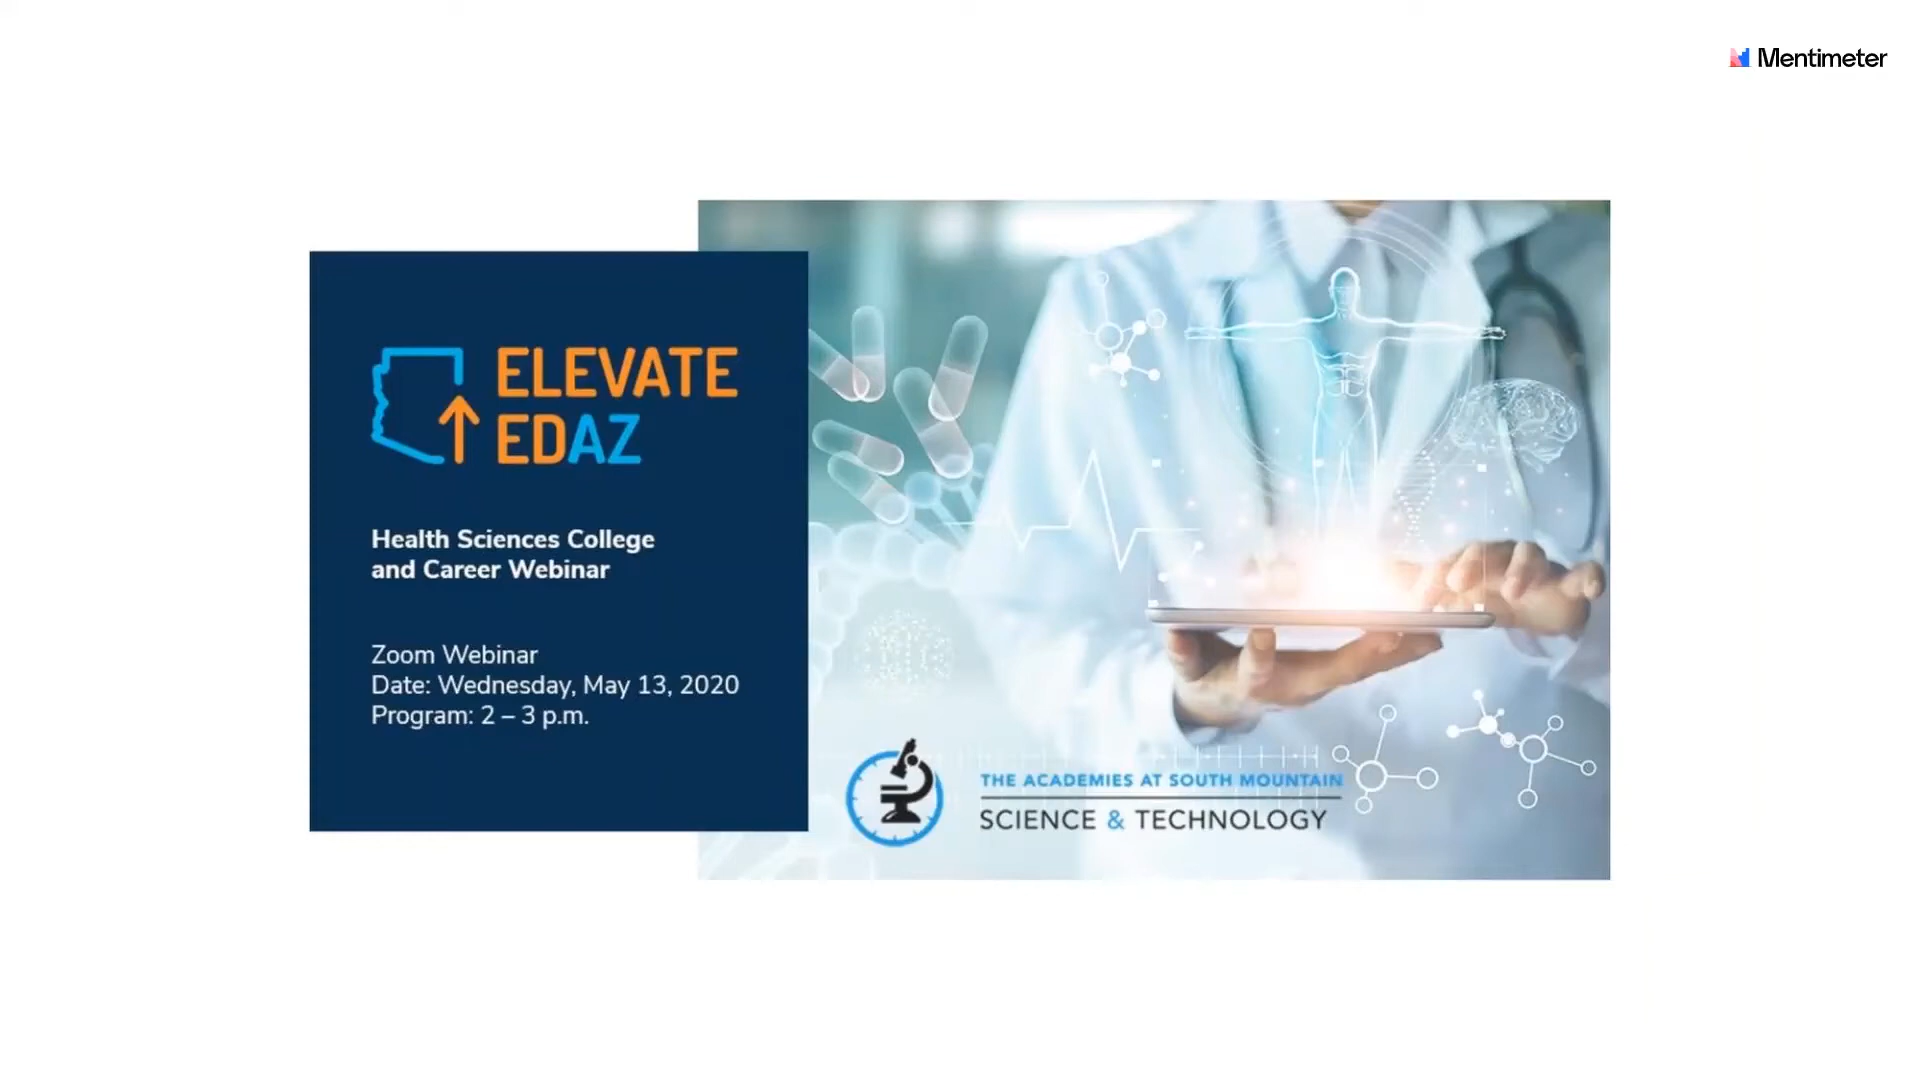 Mentimeter
ELEVATE
EDAZ
Health Sciences College
and Career Webinar
Zoom Webinar
Date: Wednesday, May 13, 2020
Program: 2 – 3 p.m.
THE ACADEMIES AT SOUTH MOUNTAIN
SCIENCE & TECHNOLOGY